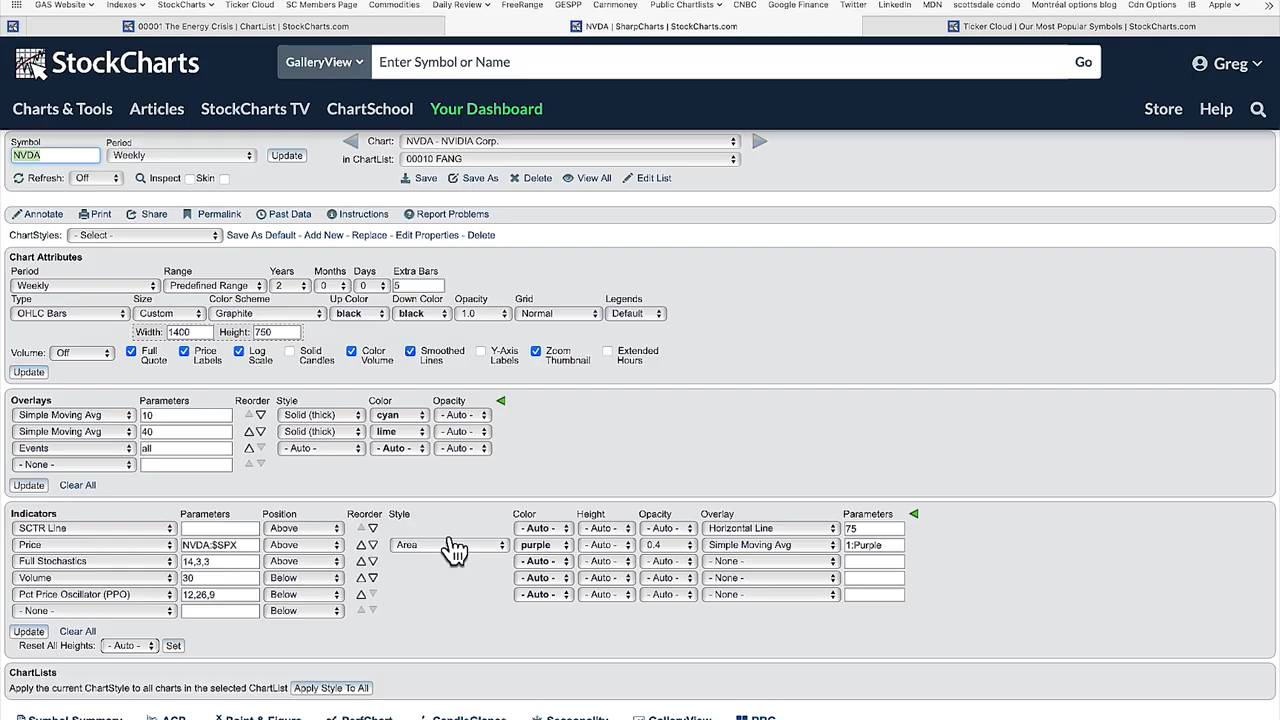 GAS Website Indexes StockCharts Ticker Cloud SC Members Page Commodities Daily Review FreeRange GESPP Carnmoney Public Chartlists CNBC Google Finance Twitter LinkedIn MDN scottsdale condo Montréal options blog Cdn Options IB Apple »
00001 The Energy Crisis | ChartList | StockCharts.com NVDA | SharpCharts | StockCharts.com Ticker Cloud | Our Most Popular Symbols | StockCharts.com
StockCharts GalleryView Enter Symbol or Name Go Greg
Charts & Tools Articles StockCharts TV ChartSchool Your Dashboard Store Help
Symbol Period Chart: NVDA - NVIDIA Corp.
NVDA Weekly Update in ChartList: 00010 FANG
Refresh: Off Inspect Skin Save Save As Delete View All Edit List
Annotate Print Share Permalink Past Data Instructions Report Problems
ChartStyles: - Select - Save As Default - Add New - Replace - Edit Properties - Delete
Chart Attributes
Period Range Years Months Days Extra Bars
Weekly Predefined Range 2 0 0 5
Type Size Color Scheme Up Color Down Color Opacity Grid Legends
OHLC Bars Custom Graphite black black 1.0 Normal Default
Width: 1400 Height: 750
Volume: Off Full Quote Price Labels Log Scale Solid Candles Color Volume Smoothed Lines Y-Axis Labels Zoom Thumbnail Extended Hours
Update
Overlays Parameters Reorder Style Color Opacity
Simple Moving Avg 10 Solid (thick) cyan - Auto -
Simple Moving Avg 40 Solid (thick) lime - Auto -
Events all - Auto - - Auto - - Auto -
- None -
Update Clear All
Indicators Parameters Position Reorder Style Color Height Opacity Overlay Parameters
SCTR Line Above - Auto - - Auto - - Auto - Horizontal Line 75
Price NVDA:$SPX Above Area purple - Auto - 0.4 Simple Moving Avg 1:Purple
Full Stochastics 14,3,3 Above - Auto - - Auto - - Auto - - None -
Volume 30 Below - Auto - - Auto - - Auto - - None -
Pct Price Oscillator (PPO) 12,26,9 Below - Auto - - Auto - - Auto - - None -
- None - Below
Update Clear All
Reset All Heights: - Auto - Set
ChartLists
Apply the current ChartStyle to all charts in the selected ChartList Apply Style To All
Symbol Summary ACP Point & Figure PerfChart CandleGlance Seasonality GalleryView RRG